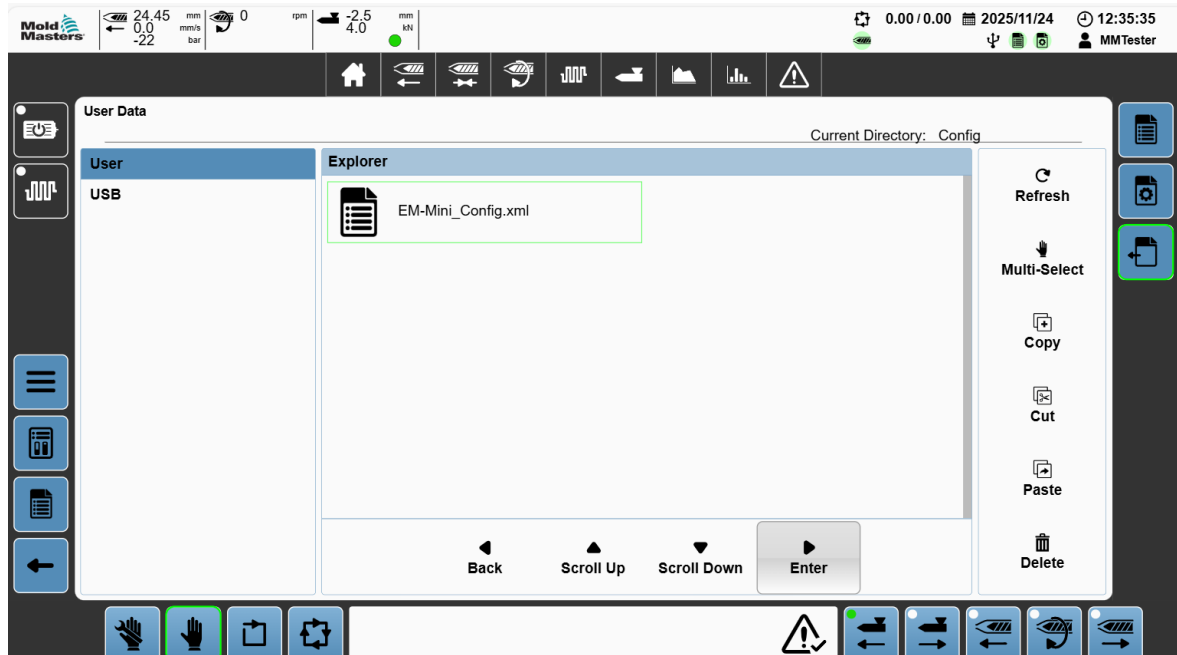 Mold
Masters
24.45 mm
0.0 mm/s
-22 bar
0 rpm
-2.5 mm
4.0 kN
0.00 / 0.00
2025/11/24
12:35:35
MMTester
User Data
Current Directory: Config
User
USB
Explorer
EM-Mini_Config.xml
Refresh
Multi-Select
Copy
Cut
Paste
Delete
Back
Scroll Up
Scroll Down
Enter